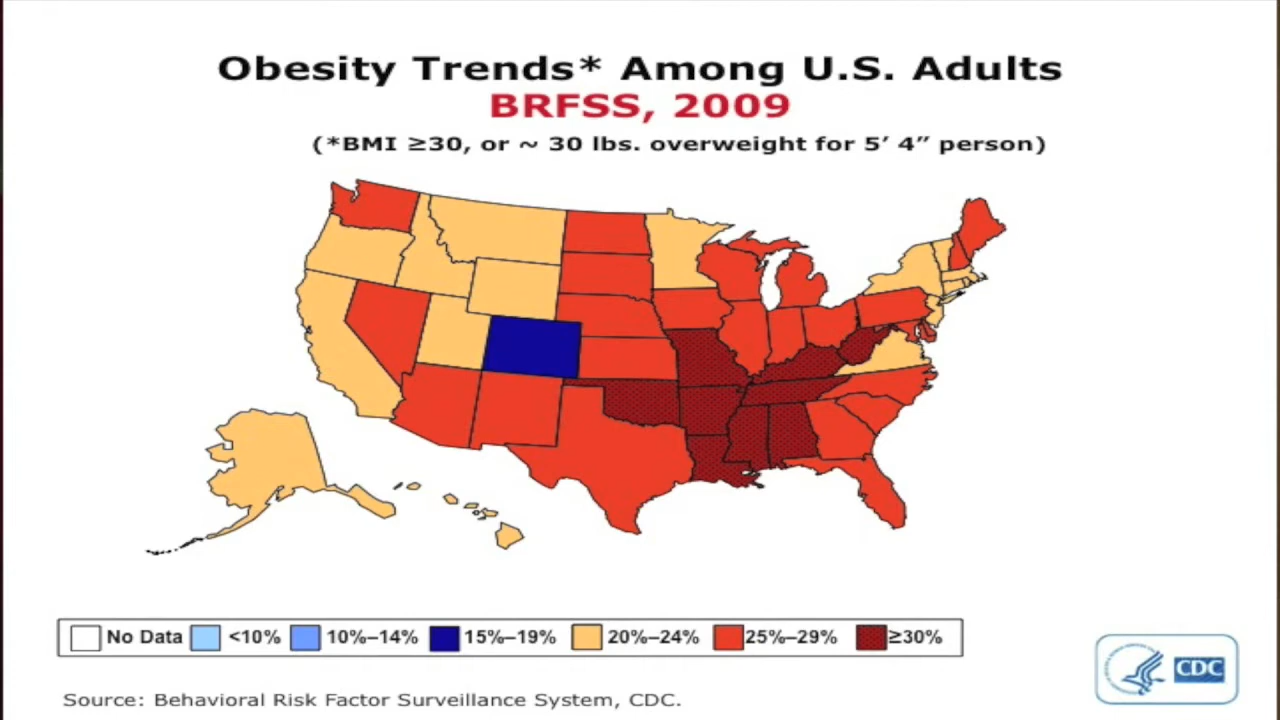 Obesity Trends* Among U.S. Adults
BRFSS, 2009
(*BMI ≥30, or ~ 30 lbs. overweight for 5’ 4” person)
No Data <10% 10%–14% 15%–19% 20%–24% 25%–29% ≥30%
CDC
Source: Behavioral Risk Factor Surveillance System, CDC.